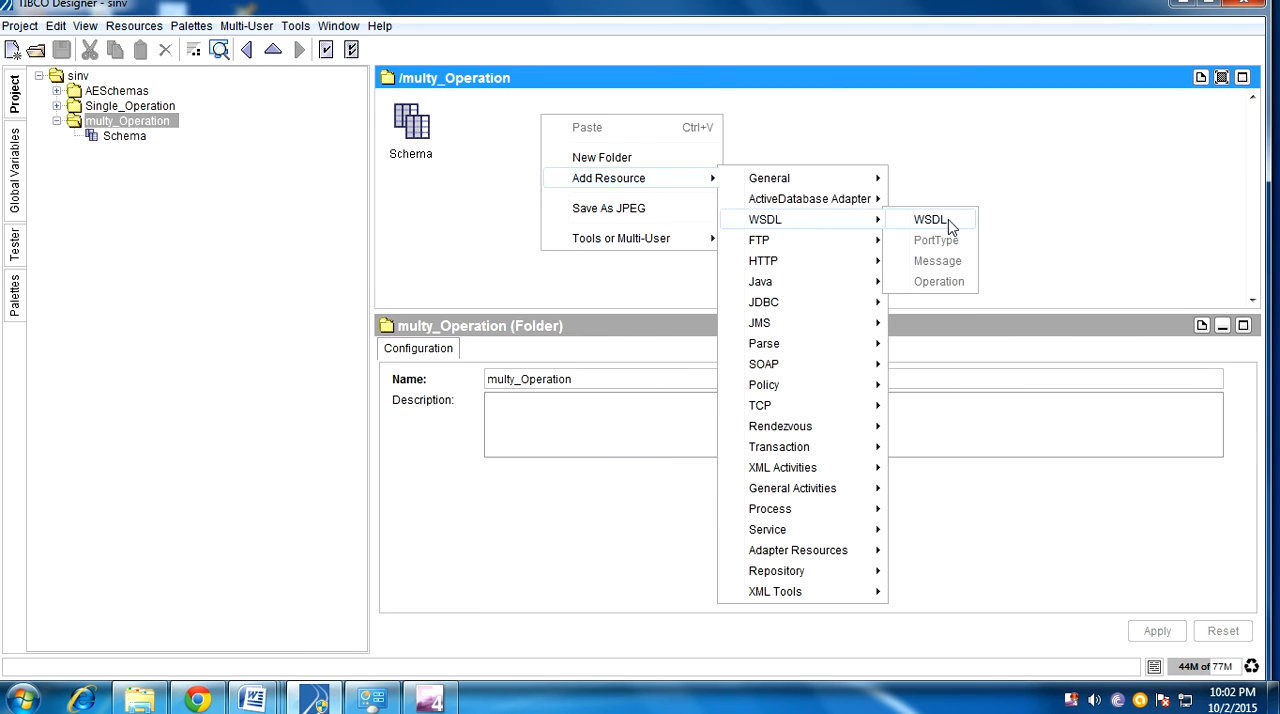 TIBCO Designer - sinv
Project Edit View Resources Palettes Multi-User Tools Window Help
Project
Global Variables
Tester
Palettes
sinv
AESchemas
Single_Operation
multy_Operation
Schema
/multy_Operation
Schema
Paste Ctrl+V
New Folder
Add Resource
Save As JPEG
Tools or Multi-User
General
ActiveDatabase Adapter
WSDL
FTP
HTTP
Java
JDBC
JMS
Parse
SOAP
Policy
TCP
Rendezvous
Transaction
XML Activities
General Activities
Process
Service
Adapter Resources
Repository
XML Tools
WSDL
PortType
Message
Operation
multy_Operation (Folder)
Configuration
Name: multy_Operation
Description:
Apply Reset
44M of 77M
10:02 PM
10/2/2015